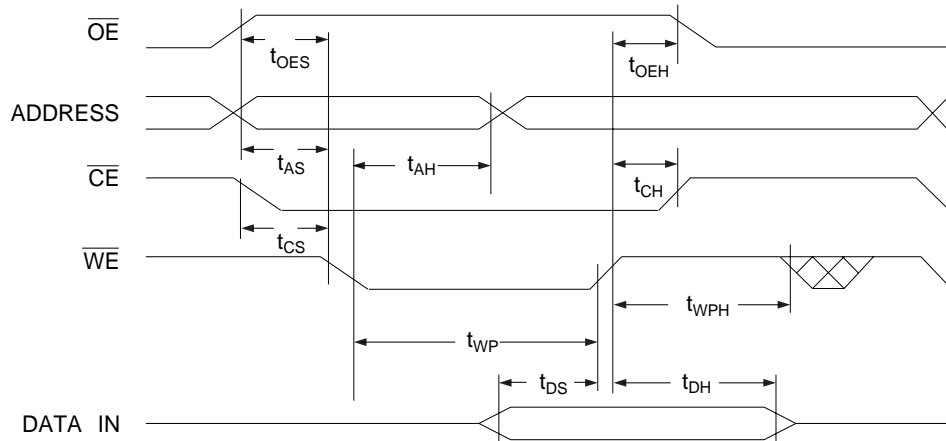 OE
tOES
tOEH
ADDRESS
tAS
tAH
tCH
CE
tCS
WE
tWPH
tWP
tDS
tDH
DATA IN